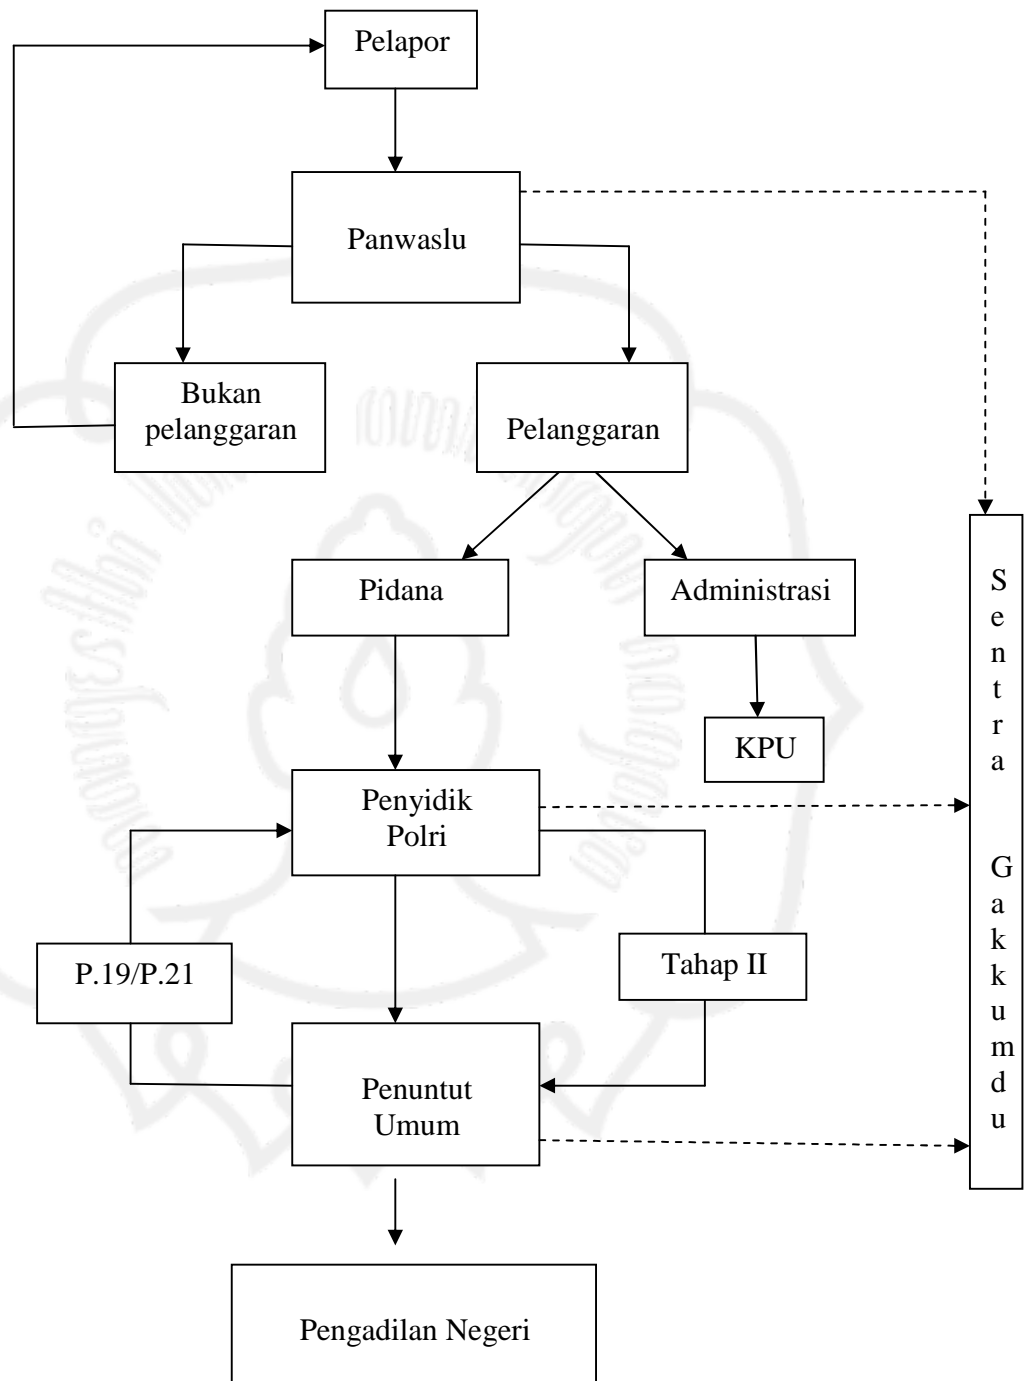 Pelapor
Panwaslu
Bukan
pelanggaran
Pelanggaran
Pidana
Administrasi
KPU
Penyidik
Polri
P.19/P.21
Tahap II
Penuntut
Umum
Pengadilan Negeri
S
e
n
t
r
a
G
a
k
k
u
m
d
u